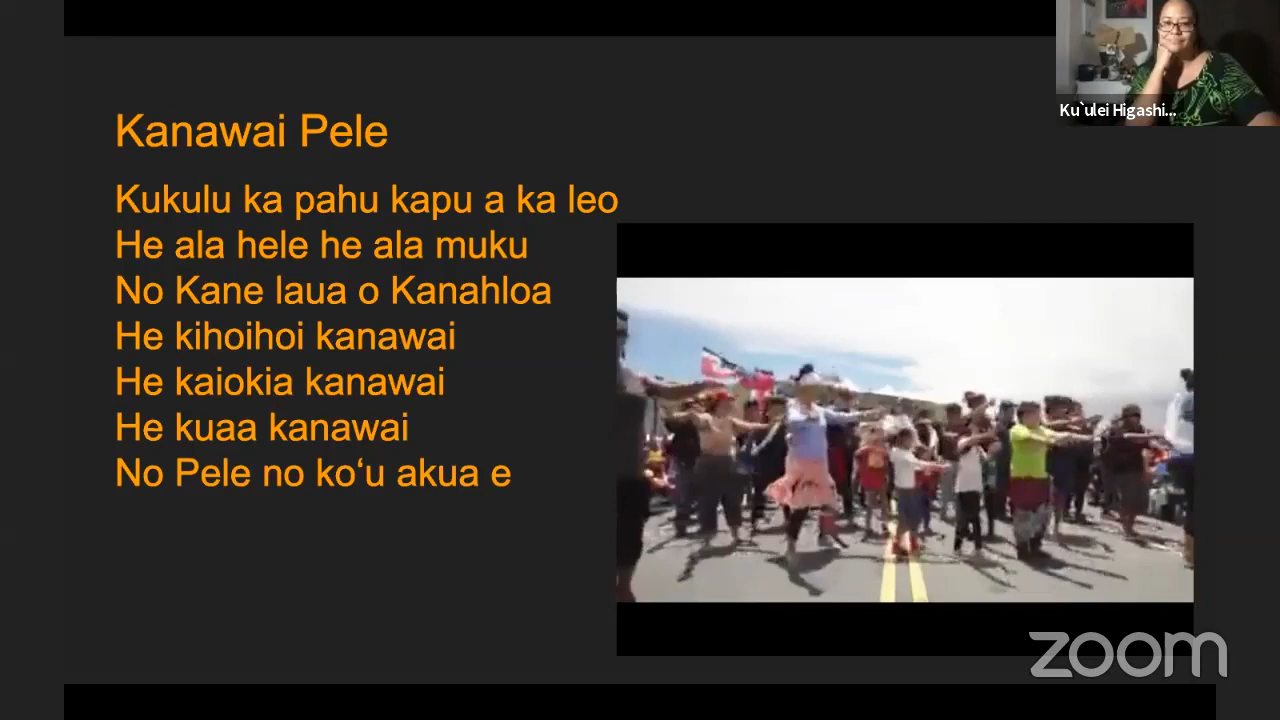 Kanawai Pele
Kukulu ka pahu kapu a ka leo
He ala hele he ala muku
No Kane laua o Kanahloa
He kihoihoi kanawai
He kaiokia kanawai
He kuaa kanawai
No Pele no ko‘u akua e
Ku`ulei Higashi...
zoom